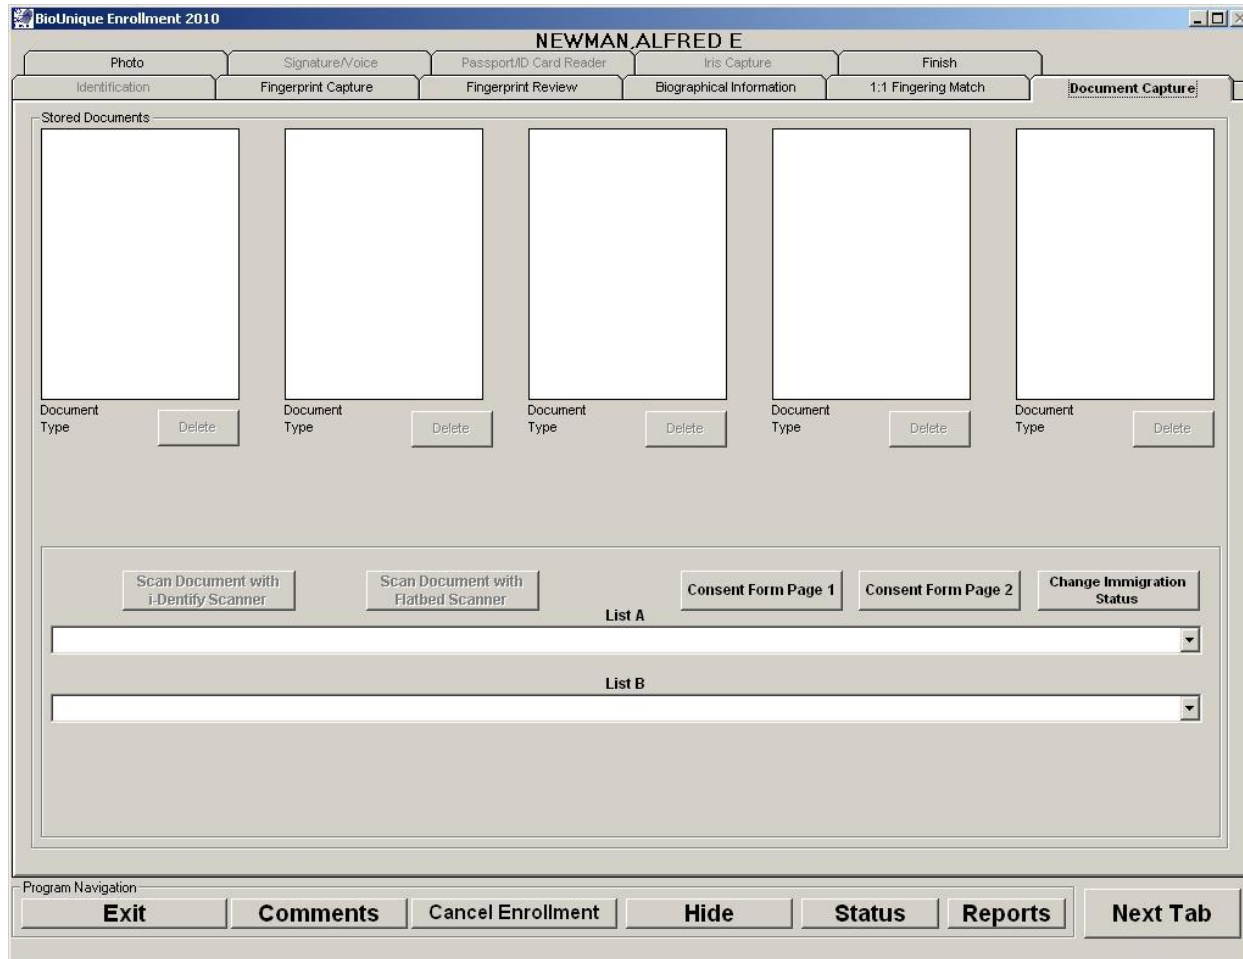 BioUnique Enrollment 2010
NEWMAN,ALFRED E
Photo
Signature/Voice
Passport/ID Card Reader
Iris Capture
Finish
Identification
Fingerprint Capture
Fingerprint Review
Biographical Information
1:1 Fingering Match
Document Capture
Stored Documents
Document
Type
Delete
Document
Type
Delete
Document
Type
Delete
Document
Type
Delete
Document
Type
Delete
Scan Document with
i-Dentify Scanner
Scan Document with
Flatbed Scanner
Consent Form Page 1
Consent Form Page 2
Change Immigration
Status
List A
List B
Program Navigation
Exit
Comments
Cancel Enrollment
Hide
Status
Reports
Next Tab